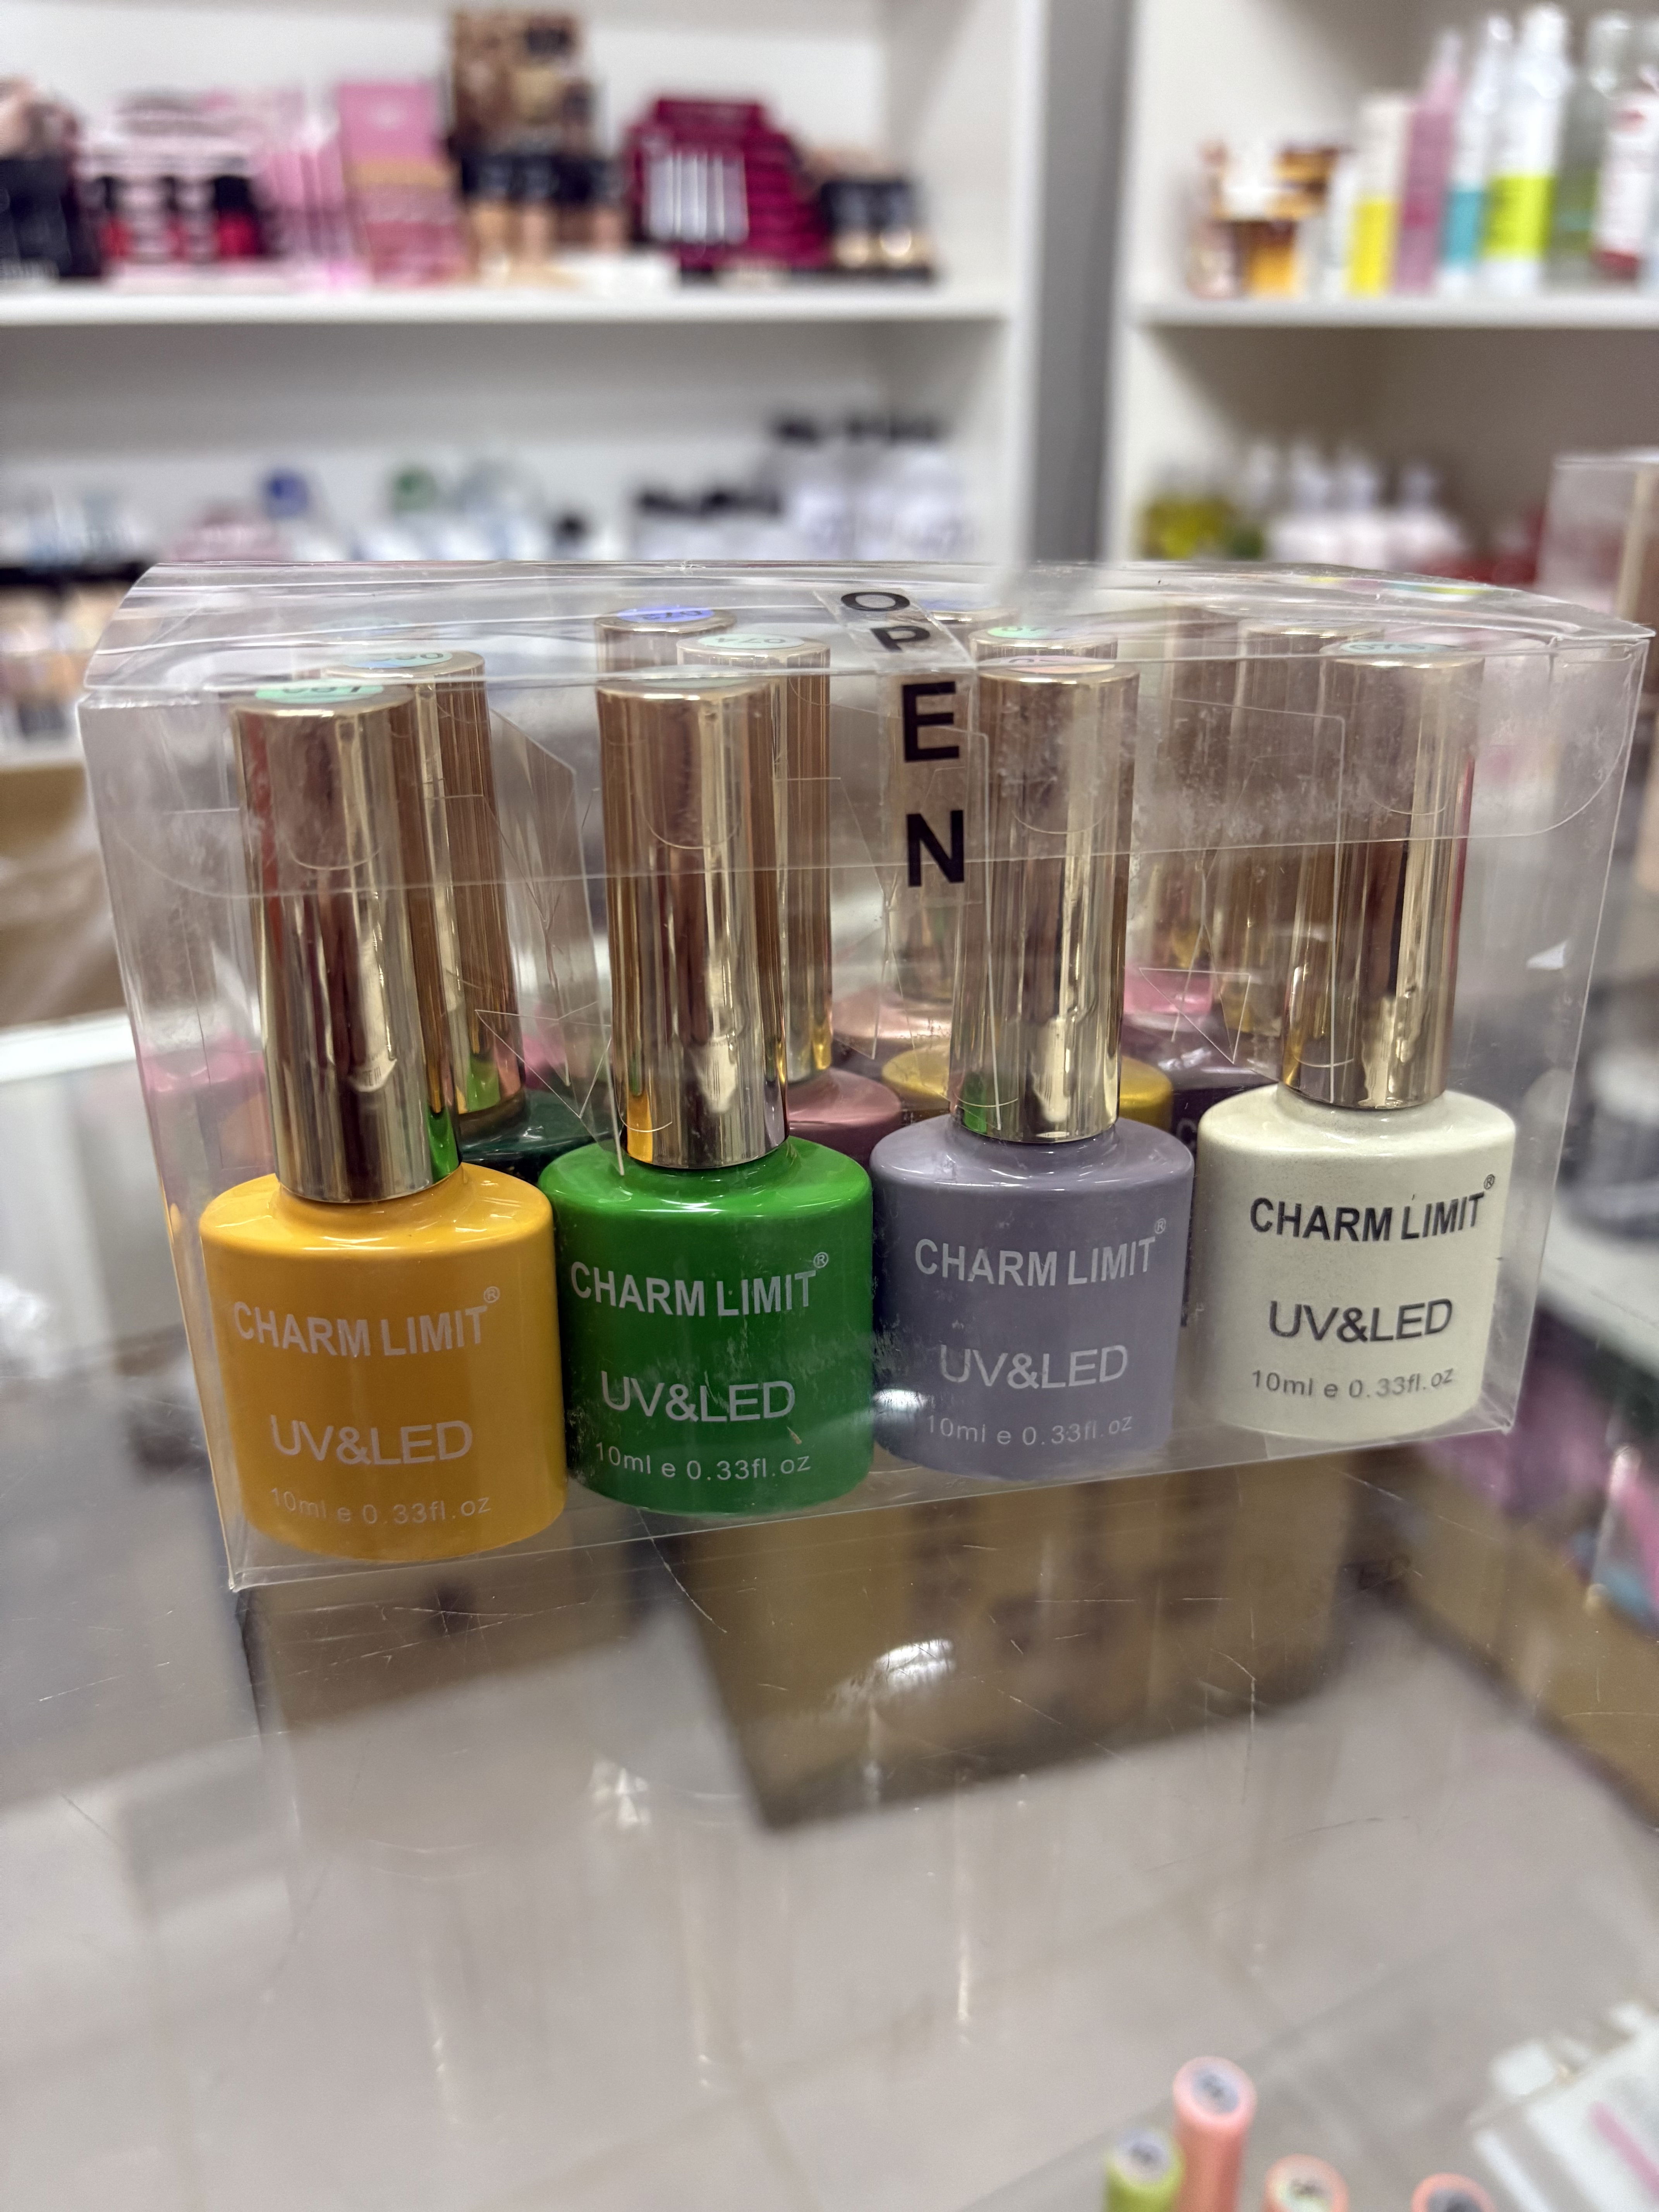 OPEN
CHARM LIMIT®
UV&LED
10ml e 0.33fl.oz
CHARM LIMIT®
UV&LED
10ml e 0.33fl.oz
CHARM LIMIT®
UV&LED
10ml e 0.33fl.oz
CHARM LIMIT®
UV&LED
10ml e 0.33fl.oz